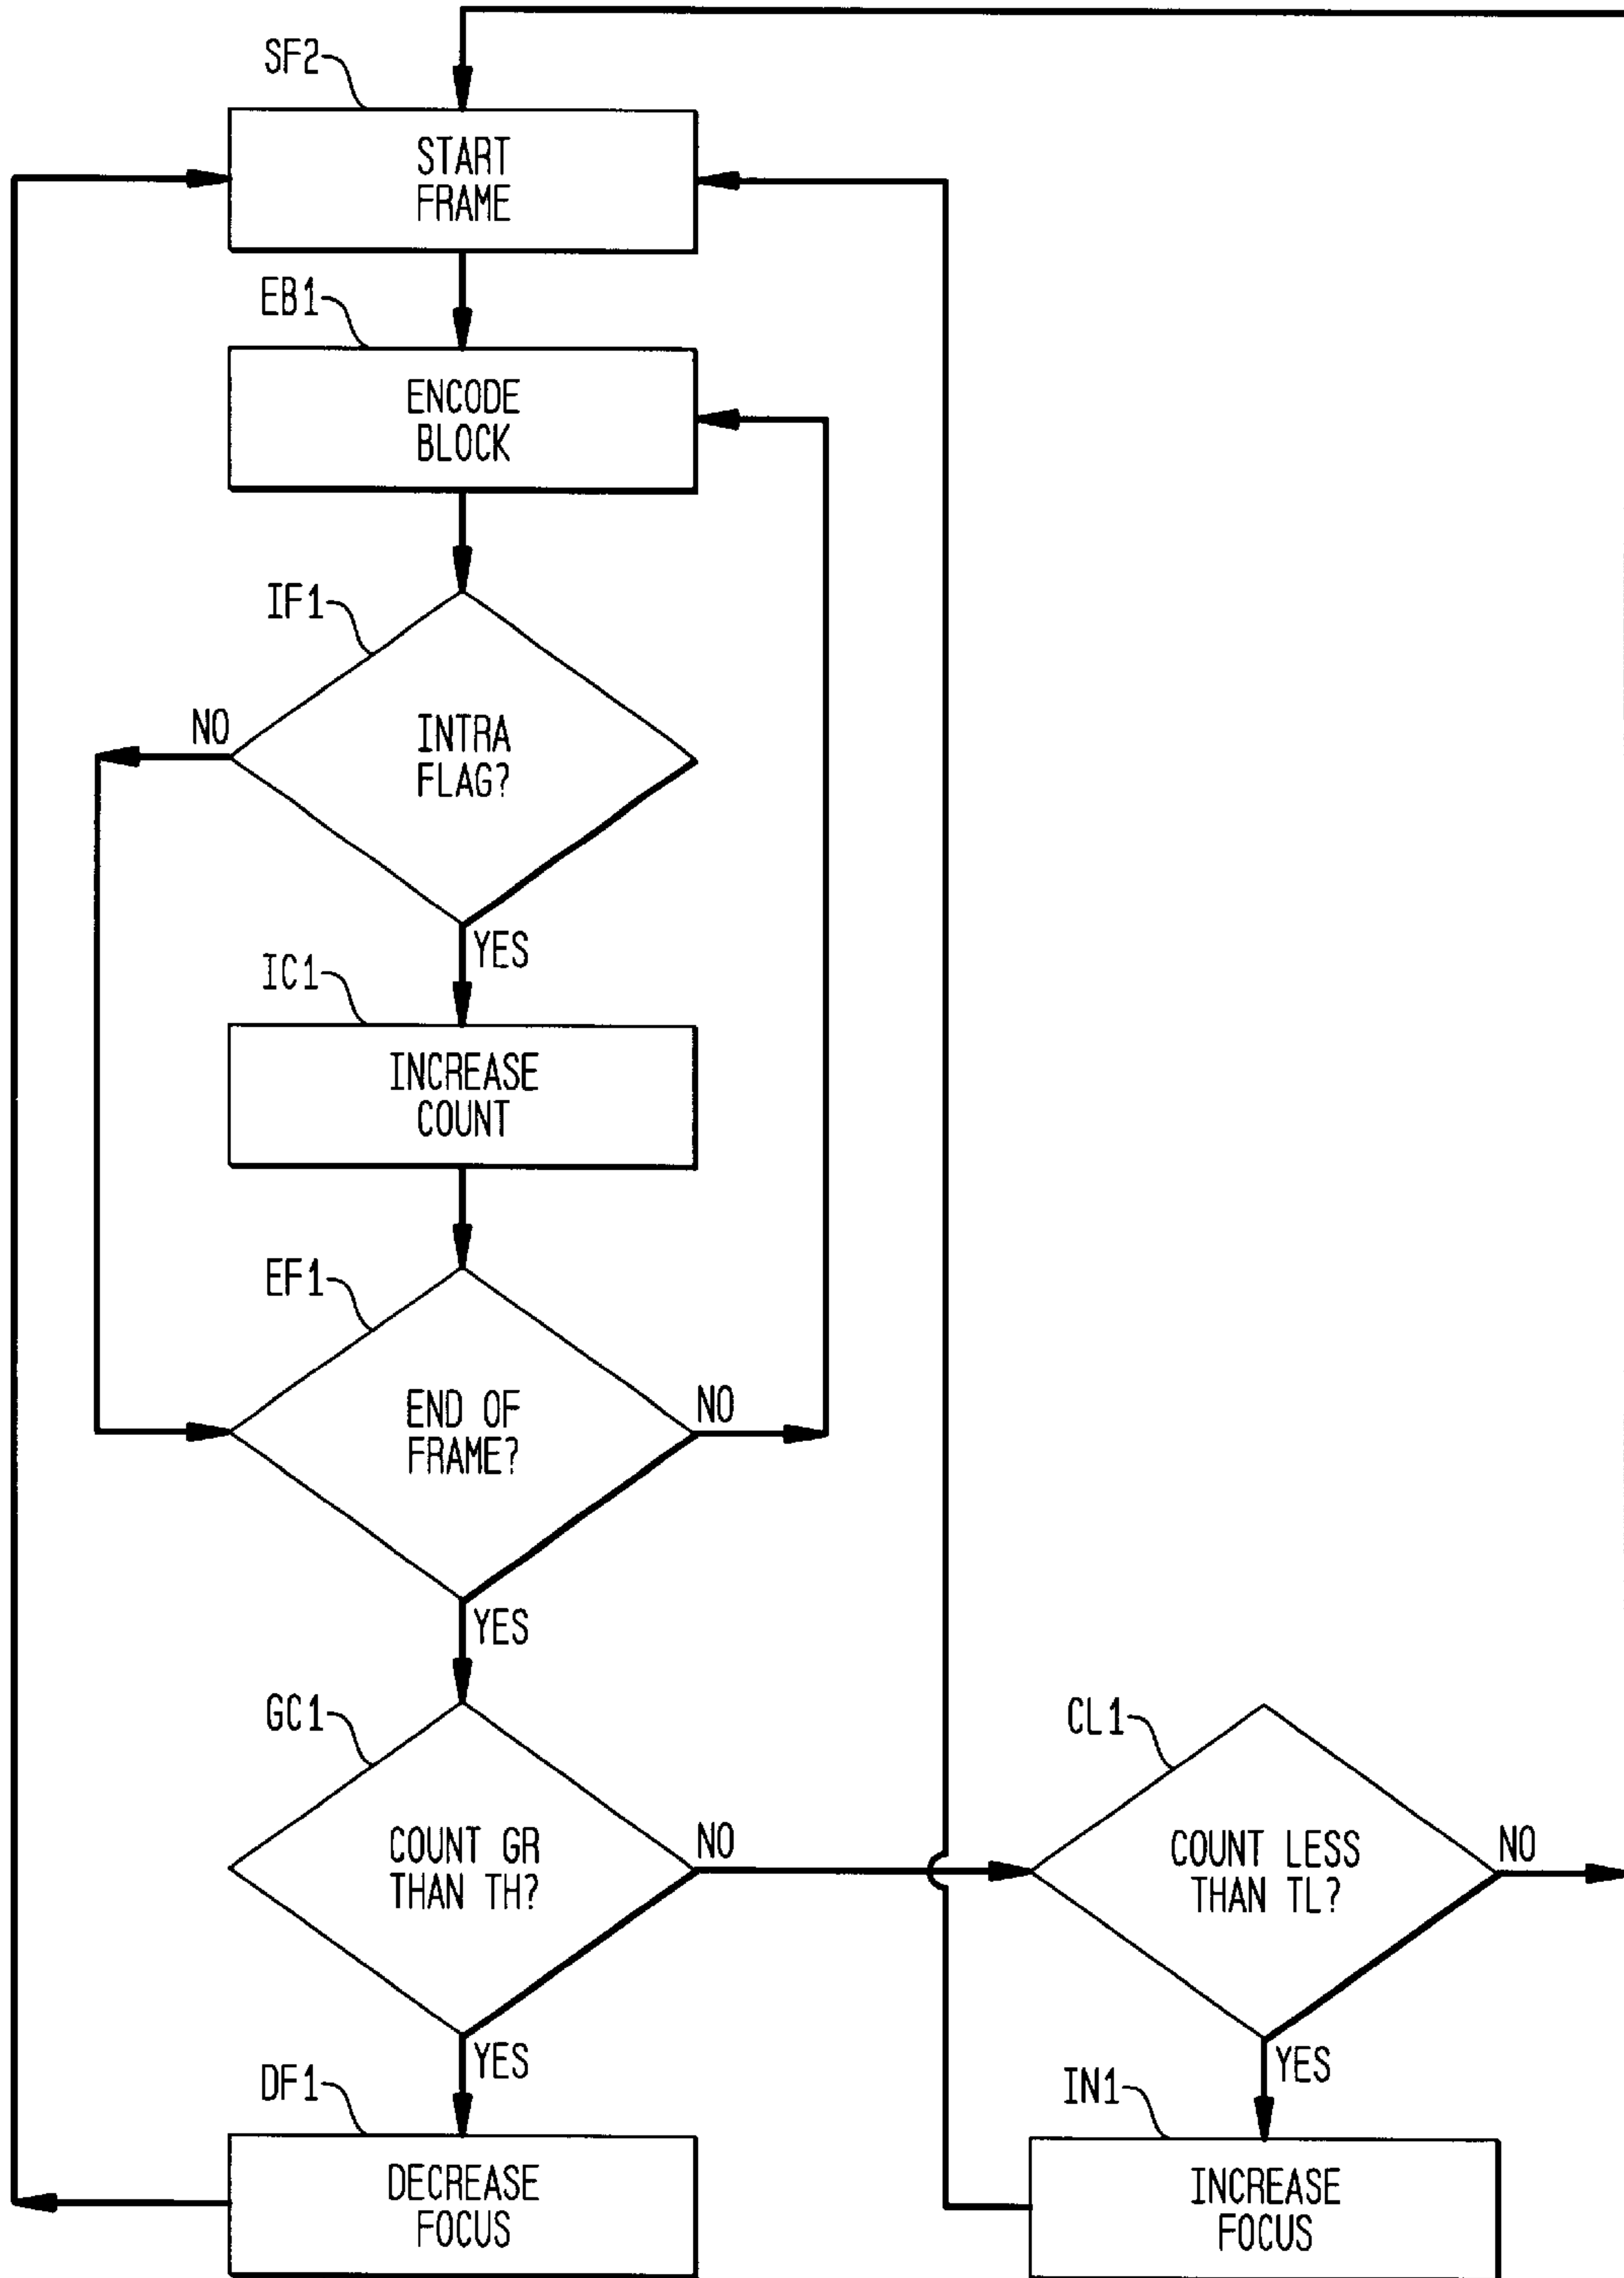 SF2
START
FRAME
EB1
ENCODE
BLOCK
IF1
INTRA
FLAG?
NO
YES
IC1
INCREASE
COUNT
EF1
END OF
FRAME?
NO
YES
GC1
COUNT GR
THAN TH?
NO
YES
CL1
COUNT LESS
THAN TL?
NO
YES
DF1
DECREASE
FOCUS
IN1
INCREASE
FOCUS